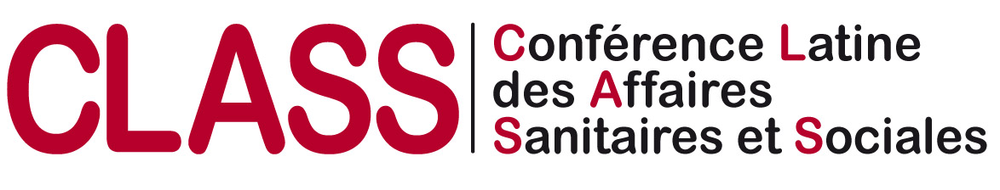 CLASS
Conférence Latine
des Affaires
Sanitaires et Sociales